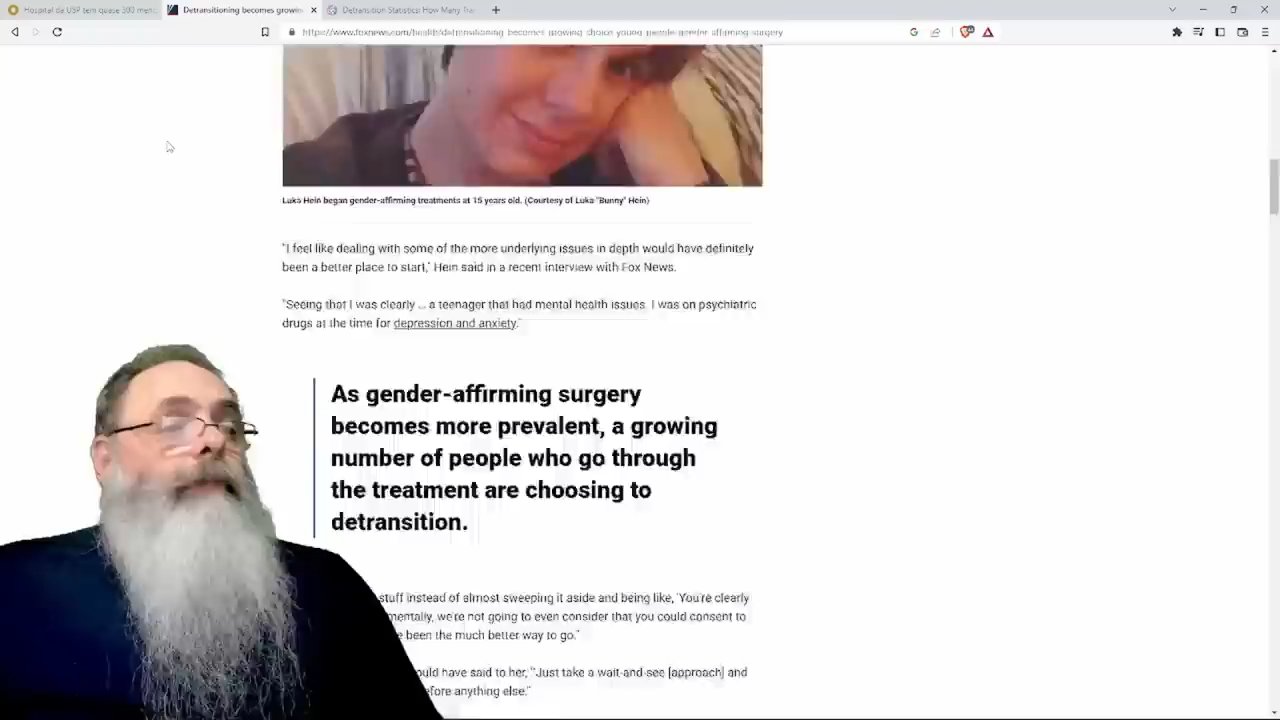 Hospital da USP tem quase 300 men
Detransitioning becomes growin
Detransition Statistics: How Many Tra
https://www.foxnews.com/health/detransitioning-becomes-growing-choice-young-people-gender-affirming-surgery
Luka Hein began gender-affirming treatments at 15 years old. (Courtesy of Luka "Bunny" Hein)
"I feel like dealing with some of the more underlying issues in depth would have definitely
been a better place to start," Hein said in a recent interview with Fox News.
"Seeing that I was clearly ... a teenager that had mental health issues. I was on psychiatric
drugs at the time for depression and anxiety."
As gender-affirming surgery
becomes more prevalent, a growing
number of people who go through
the treatment are choosing to
detransition.
stuff instead of almost sweeping it aside and being like, 'You're clearly
mentally, we're not going to even consider that you could consent to
been the much better way to go."
ould have said to her, "'Just take a wait-and-see [approach] and
efore anything else."